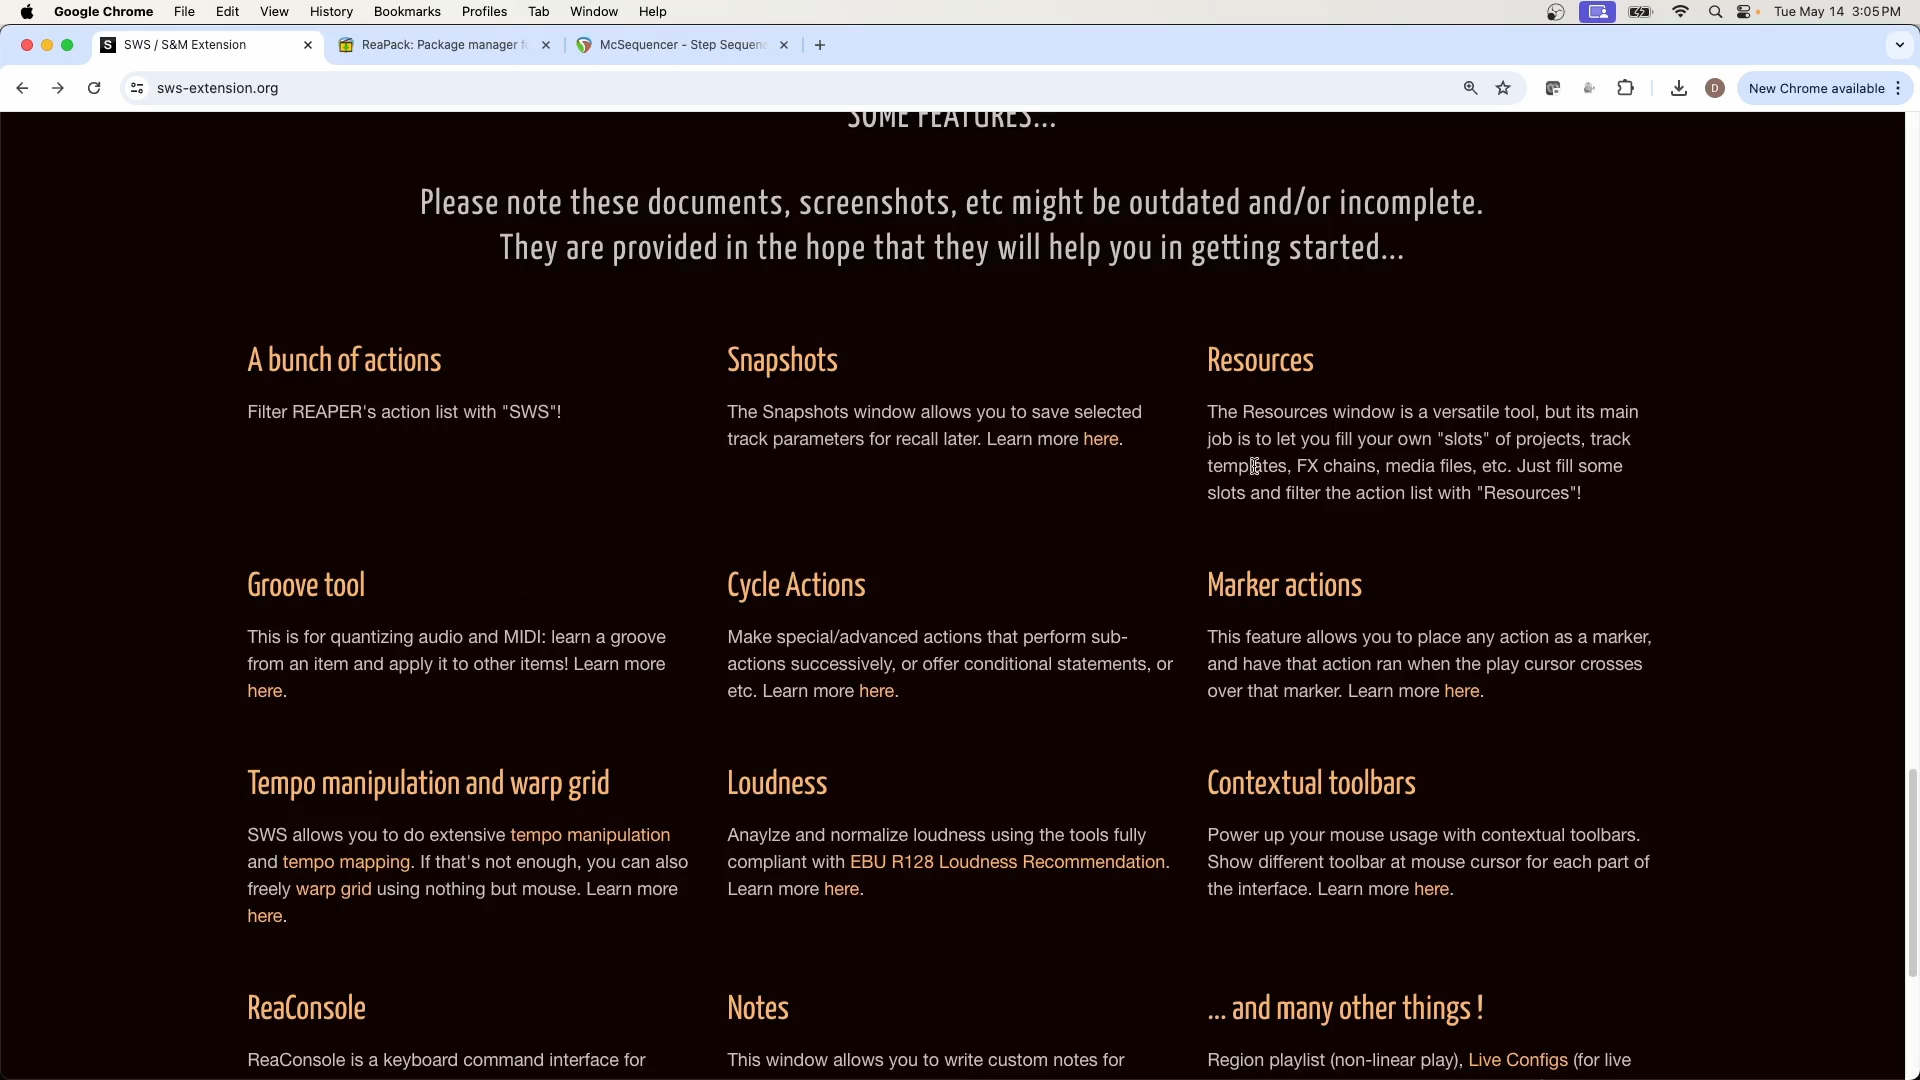 Google Chrome File Edit View History Bookmarks Profiles Tab Window Help Tue May 14 3:05 PM
S SWS / S&M Extension ReaPack: Package manager McSequencer - Step Sequen
sws-extension.org D New Chrome available
SOME FEATURES...
Please note these documents, screenshots, etc might be outdated and/or incomplete.
They are provided in the hope that they will help you in getting started...
A bunch of actions
Filter REAPER's action list with "SWS"!
Snapshots
The Snapshots window allows you to save selected
track parameters for recall later. Learn more here.
Resources
The Resources window is a versatile tool, but its main
job is to let you fill your own "slots" of projects, track
templates, FX chains, media files, etc. Just fill some
slots and filter the action list with "Resources"!
Groove tool
This is for quantizing audio and MIDI: learn a groove
from an item and apply it to other items! Learn more
here.
Cycle Actions
Make special/advanced actions that perform sub-
actions successively, or offer conditional statements, or
etc. Learn more here.
Marker actions
This feature allows you to place any action as a marker,
and have that action ran when the play cursor crosses
over that marker. Learn more here.
Tempo manipulation and warp grid
SWS allows you to do extensive tempo manipulation
and tempo mapping. If that's not enough, you can also
freely warp grid using nothing but mouse. Learn more
here.
Loudness
Anaylze and normalize loudness using the tools fully
compliant with EBU R128 Loudness Recommendation.
Learn more here.
Contextual toolbars
Power up your mouse usage with contextual toolbars.
Show different toolbar at mouse cursor for each part of
the interface. Learn more here.
ReaConsole
ReaConsole is a keyboard command interface for
Notes
This window allows you to write custom notes for
... and many other things !
Region playlist (non-linear play), Live Configs (for live